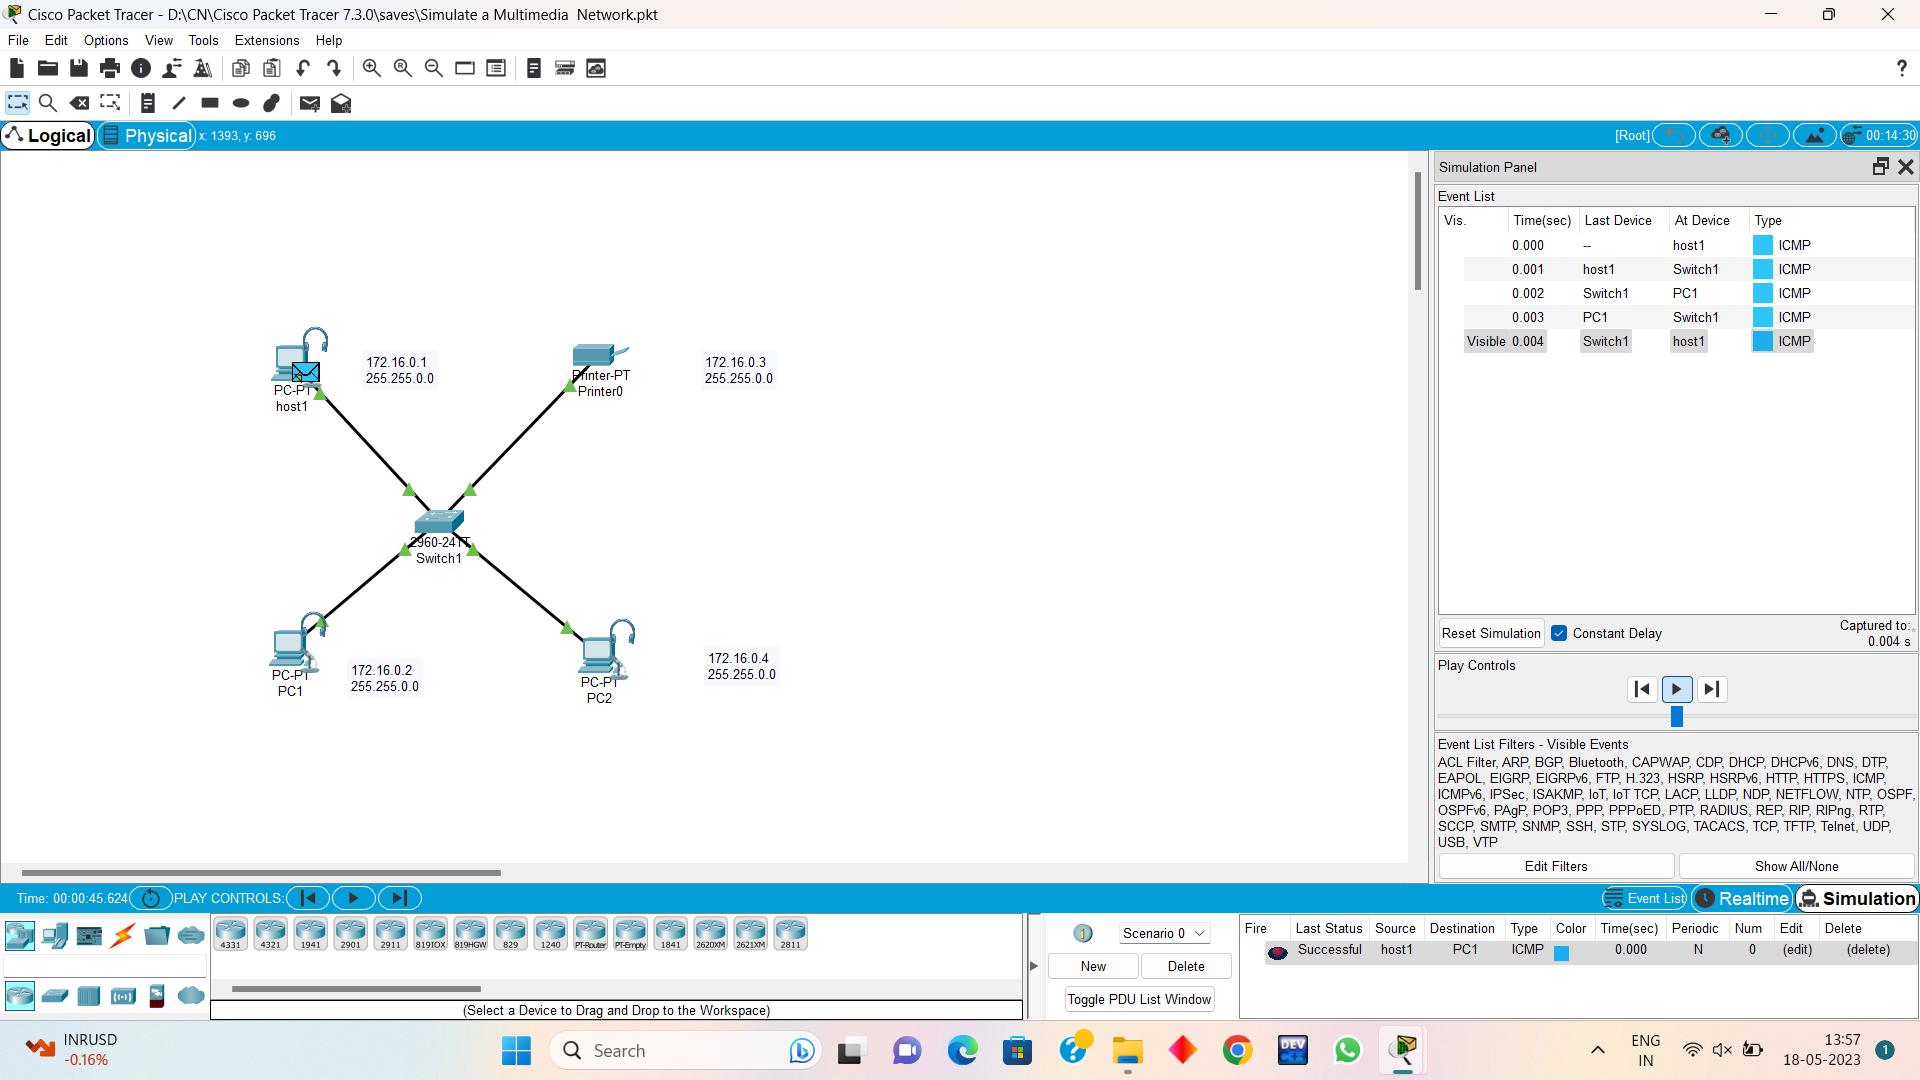 Cisco Packet Tracer - D:\CN\Cisco Packet Tracer 7.3.0\saves\Simulate a Multimedia  Network.pkt
File Edit Options View Tools Extensions Help
?
Logical Physical x: 1393, y: 696 [Root] 00:14:30
Simulation Panel
Event List
Vis. Time(sec) Last Device At Device Type
0.000 -- host1 ICMP
0.001 host1 Switch1 ICMP
0.002 Switch1 PC1 ICMP
0.003 PC1 Switch1 ICMP
Visible 0.004 Switch1 host1 ICMP
172.16.0.1
255.255.0.0
PC-PT
host1
Printer-PT
Printer0
172.16.0.3
255.255.0.0
2960-24TT
Switch1
PC-PT
PC1
172.16.0.2
255.255.0.0
PC-PT
PC2
172.16.0.4
255.255.0.0
Reset Simulation Constant Delay Captured to:
0.004 s
Play Controls
Event List Filters - Visible Events
ACL Filter, ARP, BGP, Bluetooth, CAPWAP, CDP, DHCP, DHCPv6, DNS, DTP,
EAPOL, EIGRP, EIGRPv6, FTP, H.323, HSRP, HSRPv6, HTTP, HTTPS, ICMP,
ICMPv6, IPSec, ISAKMP, IoT, IoT TCP, LACP, LLDP, NDP, NETFLOW, NTP, OSPF,
OSPFv6, PAgP, POP3, PPP, PPPoED, PTP, RADIUS, REP, RIP, RIPng, RTP,
SCCP, SMTP, SNMP, SSH, STP, SYSLOG, TACACS, TCP, TFTP, Telnet, UDP,
USB, VTP
Edit Filters Show All/None
Time: 00:00:45.624 PLAY CONTROLS: Event List Realtime Simulation
4331 4321 1941 2901 2911 819IOX 819HGW 829 1240 PT-Router PT-Empty 1841 2620XM 2621XM 2811
(Select a Device to Drag and Drop to the Workspace)
Scenario 0
New Delete
Toggle PDU List Window
Fire Last Status Source Destination Type Color Time(sec) Periodic Num Edit Delete
Successful host1 PC1 ICMP 0.000 N 0 (edit) (delete)
INRUSD
-0.16%
Search
DEV
ENG
IN
13:57
18-05-2023
1